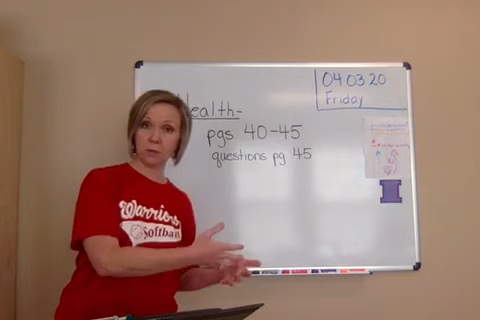 04 03 20
Friday
Health-
pgs 40-45
questions pg 45
Warriors
Softball